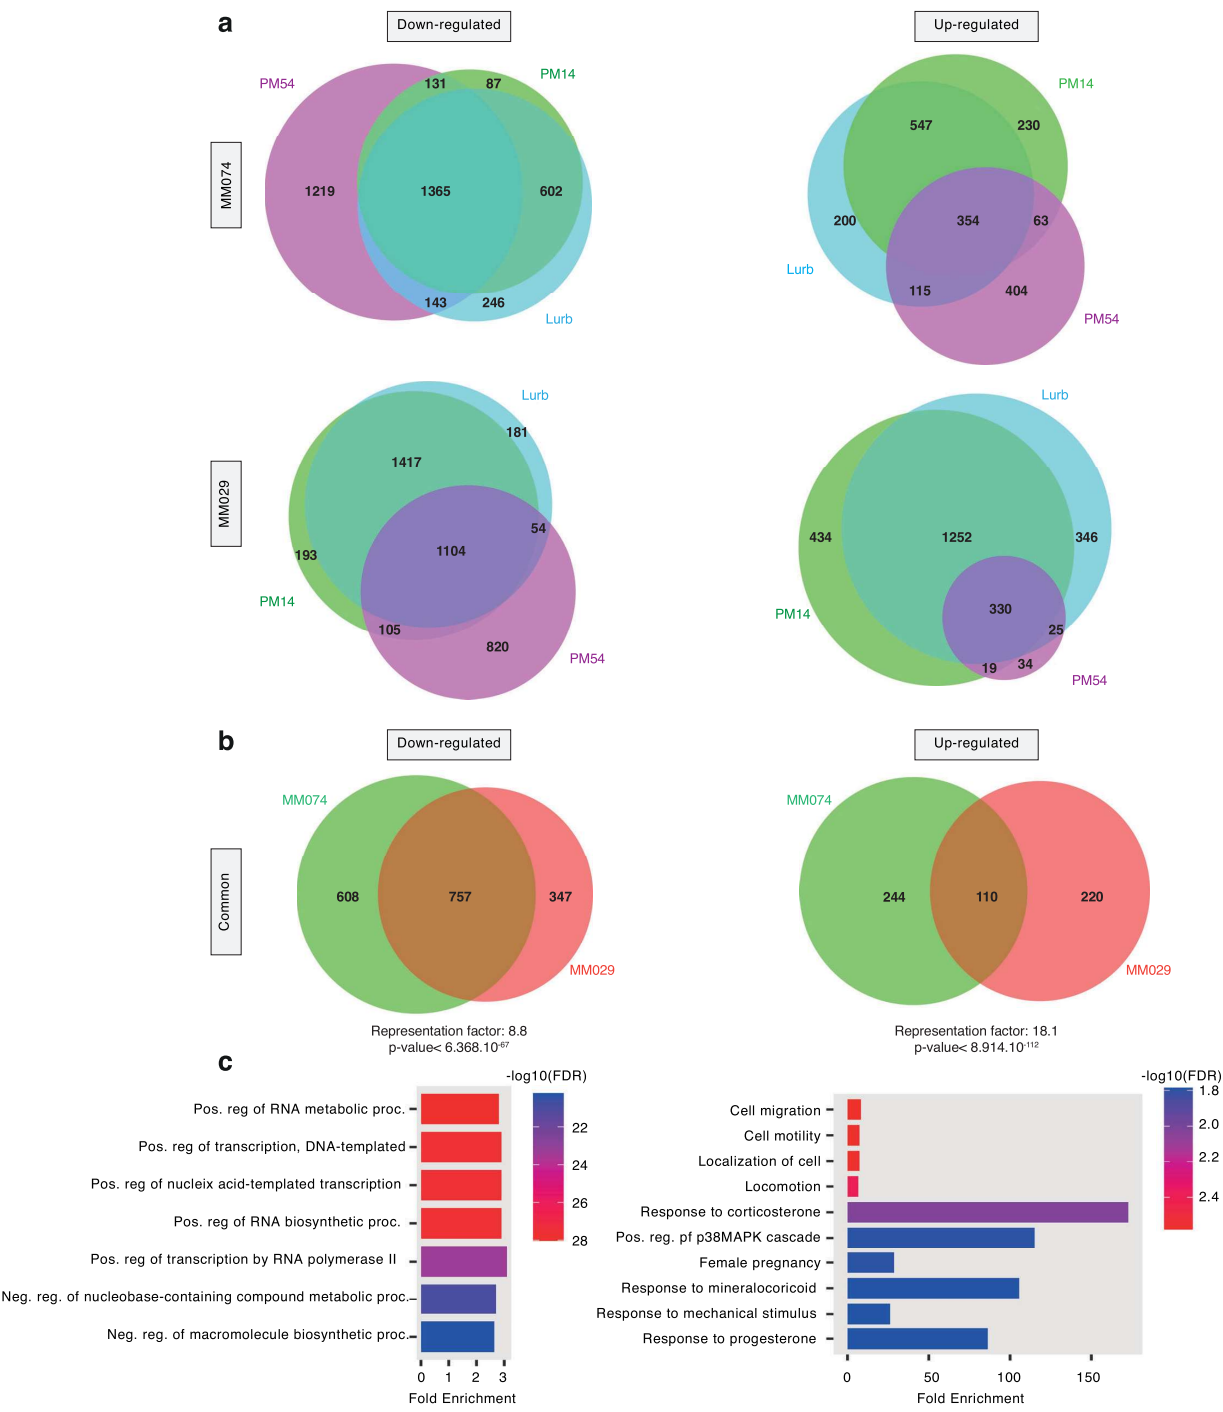 a
Down-regulated
Up-regulated
MM074
PM54
131
87
PM14
1219
1365
602
143
246
Lurb
PM14
547
230
200
354
63
Lurb
115
404
PM54
MM029
Lurb
181
1417
54
193
1104
PM14
105
820
PM54
Lurb
434
1252
346
PM14
330
25
19
34
PM54
b
Down-regulated
Up-regulated
Common
MM074
608
757
347
MM029
Representation factor: 8.8
p-value< 6.368.10-67
MM074
244
110
220
MM029
Representation factor: 18.1
p-value< 8.914.10-112
c
-log10(FDR)
22
24
26
28
Pos. reg of RNA metabolic proc.
Pos. reg of transcription, DNA-templated
Pos. reg of nucleix acid-templated transcription
Pos. reg of RNA biosynthetic proc.
Pos. reg of transcription by RNA polymerase II
Neg. reg. of nucleobase-containing compound metabolic proc.
Neg. reg. of macromolecule biosynthetic proc.
0 1 2 3
Fold Enrichment
-log10(FDR)
1.8
2.0
2.2
2.4
Cell migration
Cell motility
Localization of cell
Locomotion
Response to corticosterone
Pos. reg. pf p38MAPK cascade
Female pregnancy
Response to mineralocoricoid
Response to mechanical stimulus
Response to progesterone
0 50 100 150
Fold Enrichment